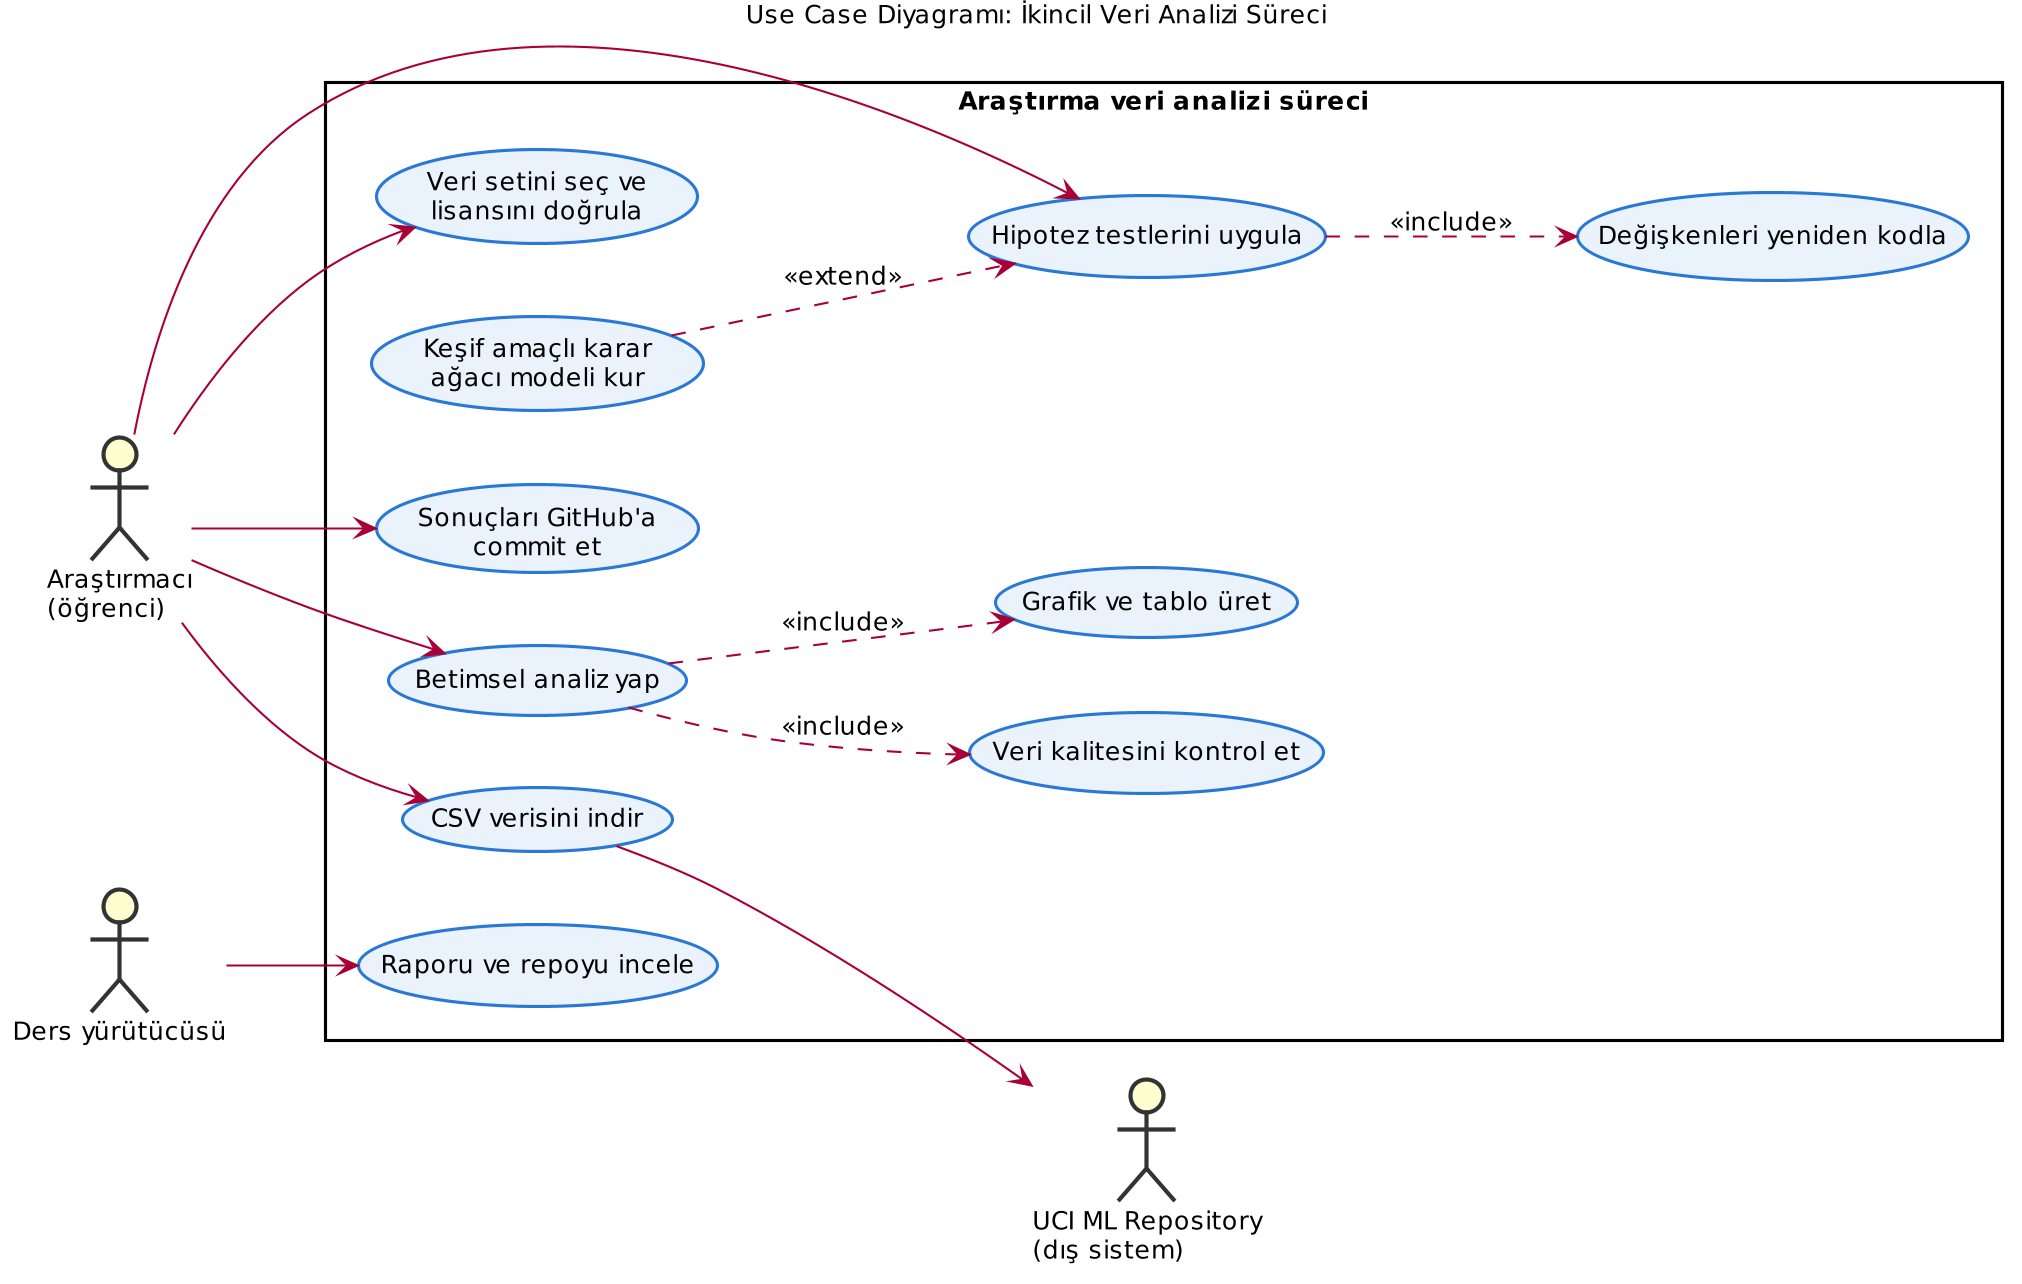 Use Case Diyagramı: İkincil Veri Analizi Süreci
Araştırma veri analizi süreci
Veri setini seç ve
lisansını doğrula
Hipotez testlerini uygula
«include»
Değişkenleri yeniden kodla
«extend»
Keşif amaçlı karar
ağacı modeli kur
Araştırmacı
(öğrenci)
Sonuçları GitHub'a
commit et
Grafik ve tablo üret
«include»
Betimsel analiz yap
«include»
Veri kalitesini kontrol et
CSV verisini indir
Raporu ve repoyu incele
Ders yürütücüsü
UCI ML Repository
(dış sistem)